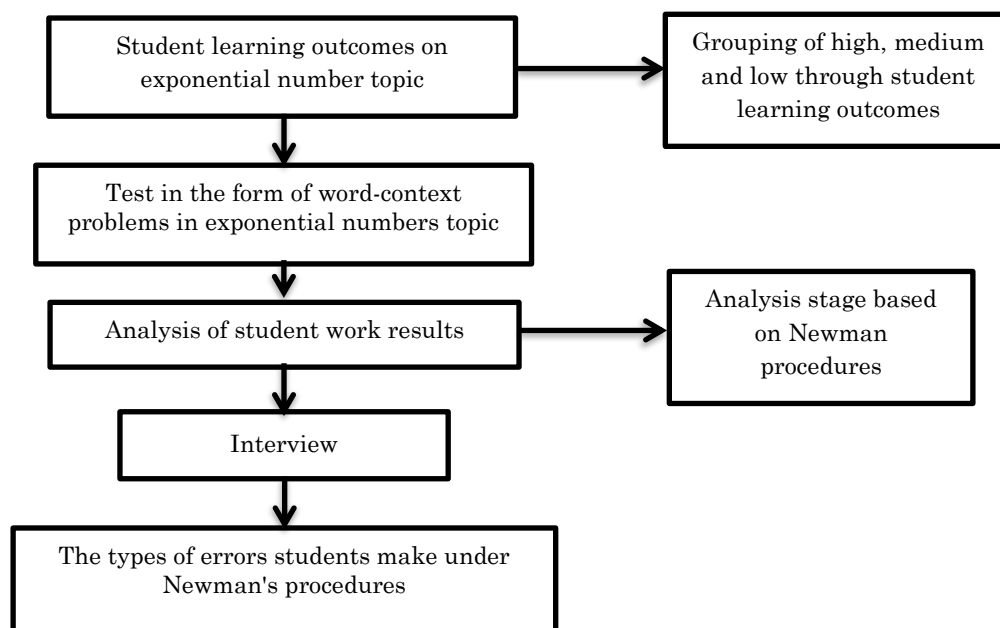 Student learning outcomes on
exponential number topic
Grouping of high, medium
and low through student
learning outcomes
Test in the form of word-context
problems in exponential numbers topic
Analysis of student work results
Analysis stage based
on Newman
procedures
Interview
The types of errors students make under
Newman's procedures